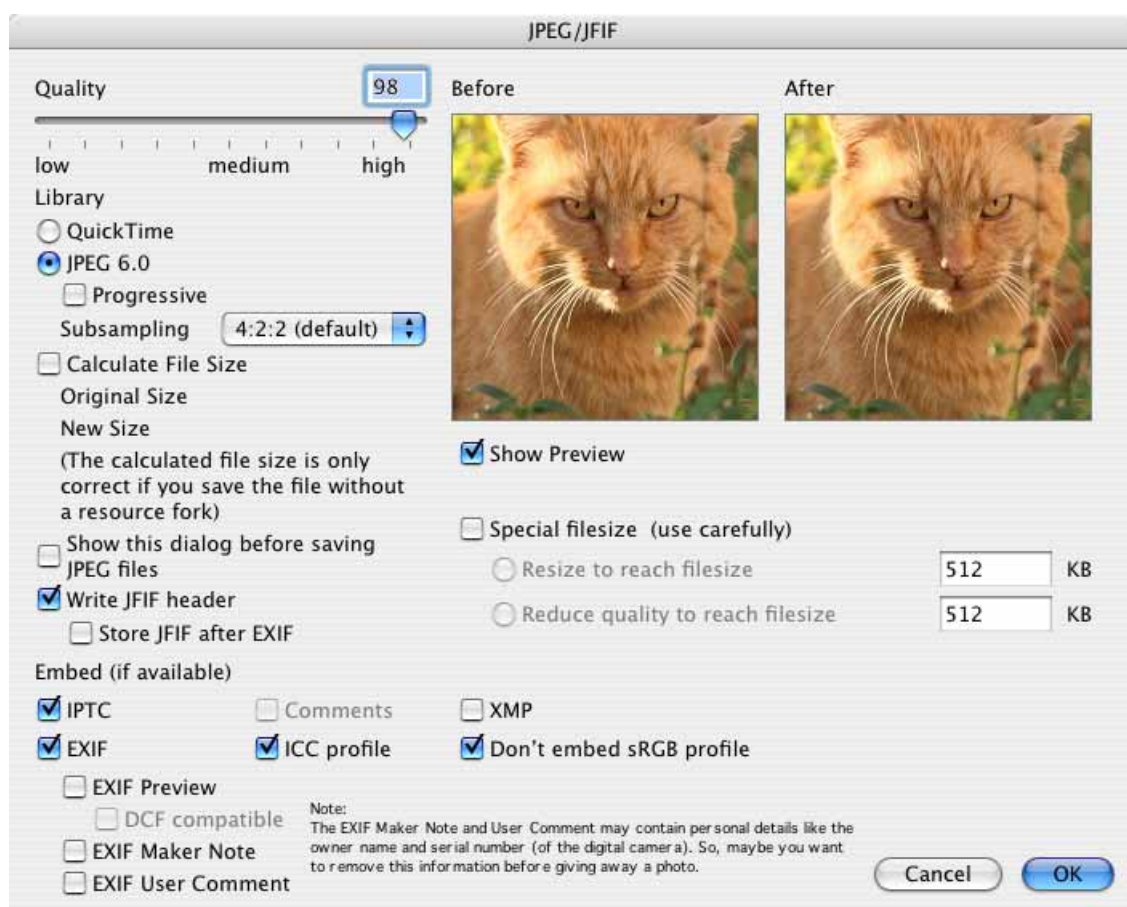 JPEG/JFIF
Quality 98
low medium high
Library
QuickTime
JPEG 6.0
Progressive
Subsampling 4:2:2 (default)
Calculate File Size
Original Size
New Size
(The calculated file size is only
correct if you save the file without
a resource fork)
Show this dialog before saving
JPEG files
Write JFIF header
Store JFIF after EXIF
Before After
Show Preview
Special filesize (use carefully)
Resize to reach filesize 512 KB
Reduce quality to reach filesize 512 KB
Embed (if available)
IPTC Comments XMP
EXIF ICC profile Don't embed sRGB profile
EXIF Preview
DCF compatible
EXIF Maker Note
EXIF User Comment
Note:
The EXIF Maker Note and User Comment may contain personal details like the
owner name and serial number (of the digital camera). So, maybe you want
to remove this information before giving away a photo.
Cancel OK